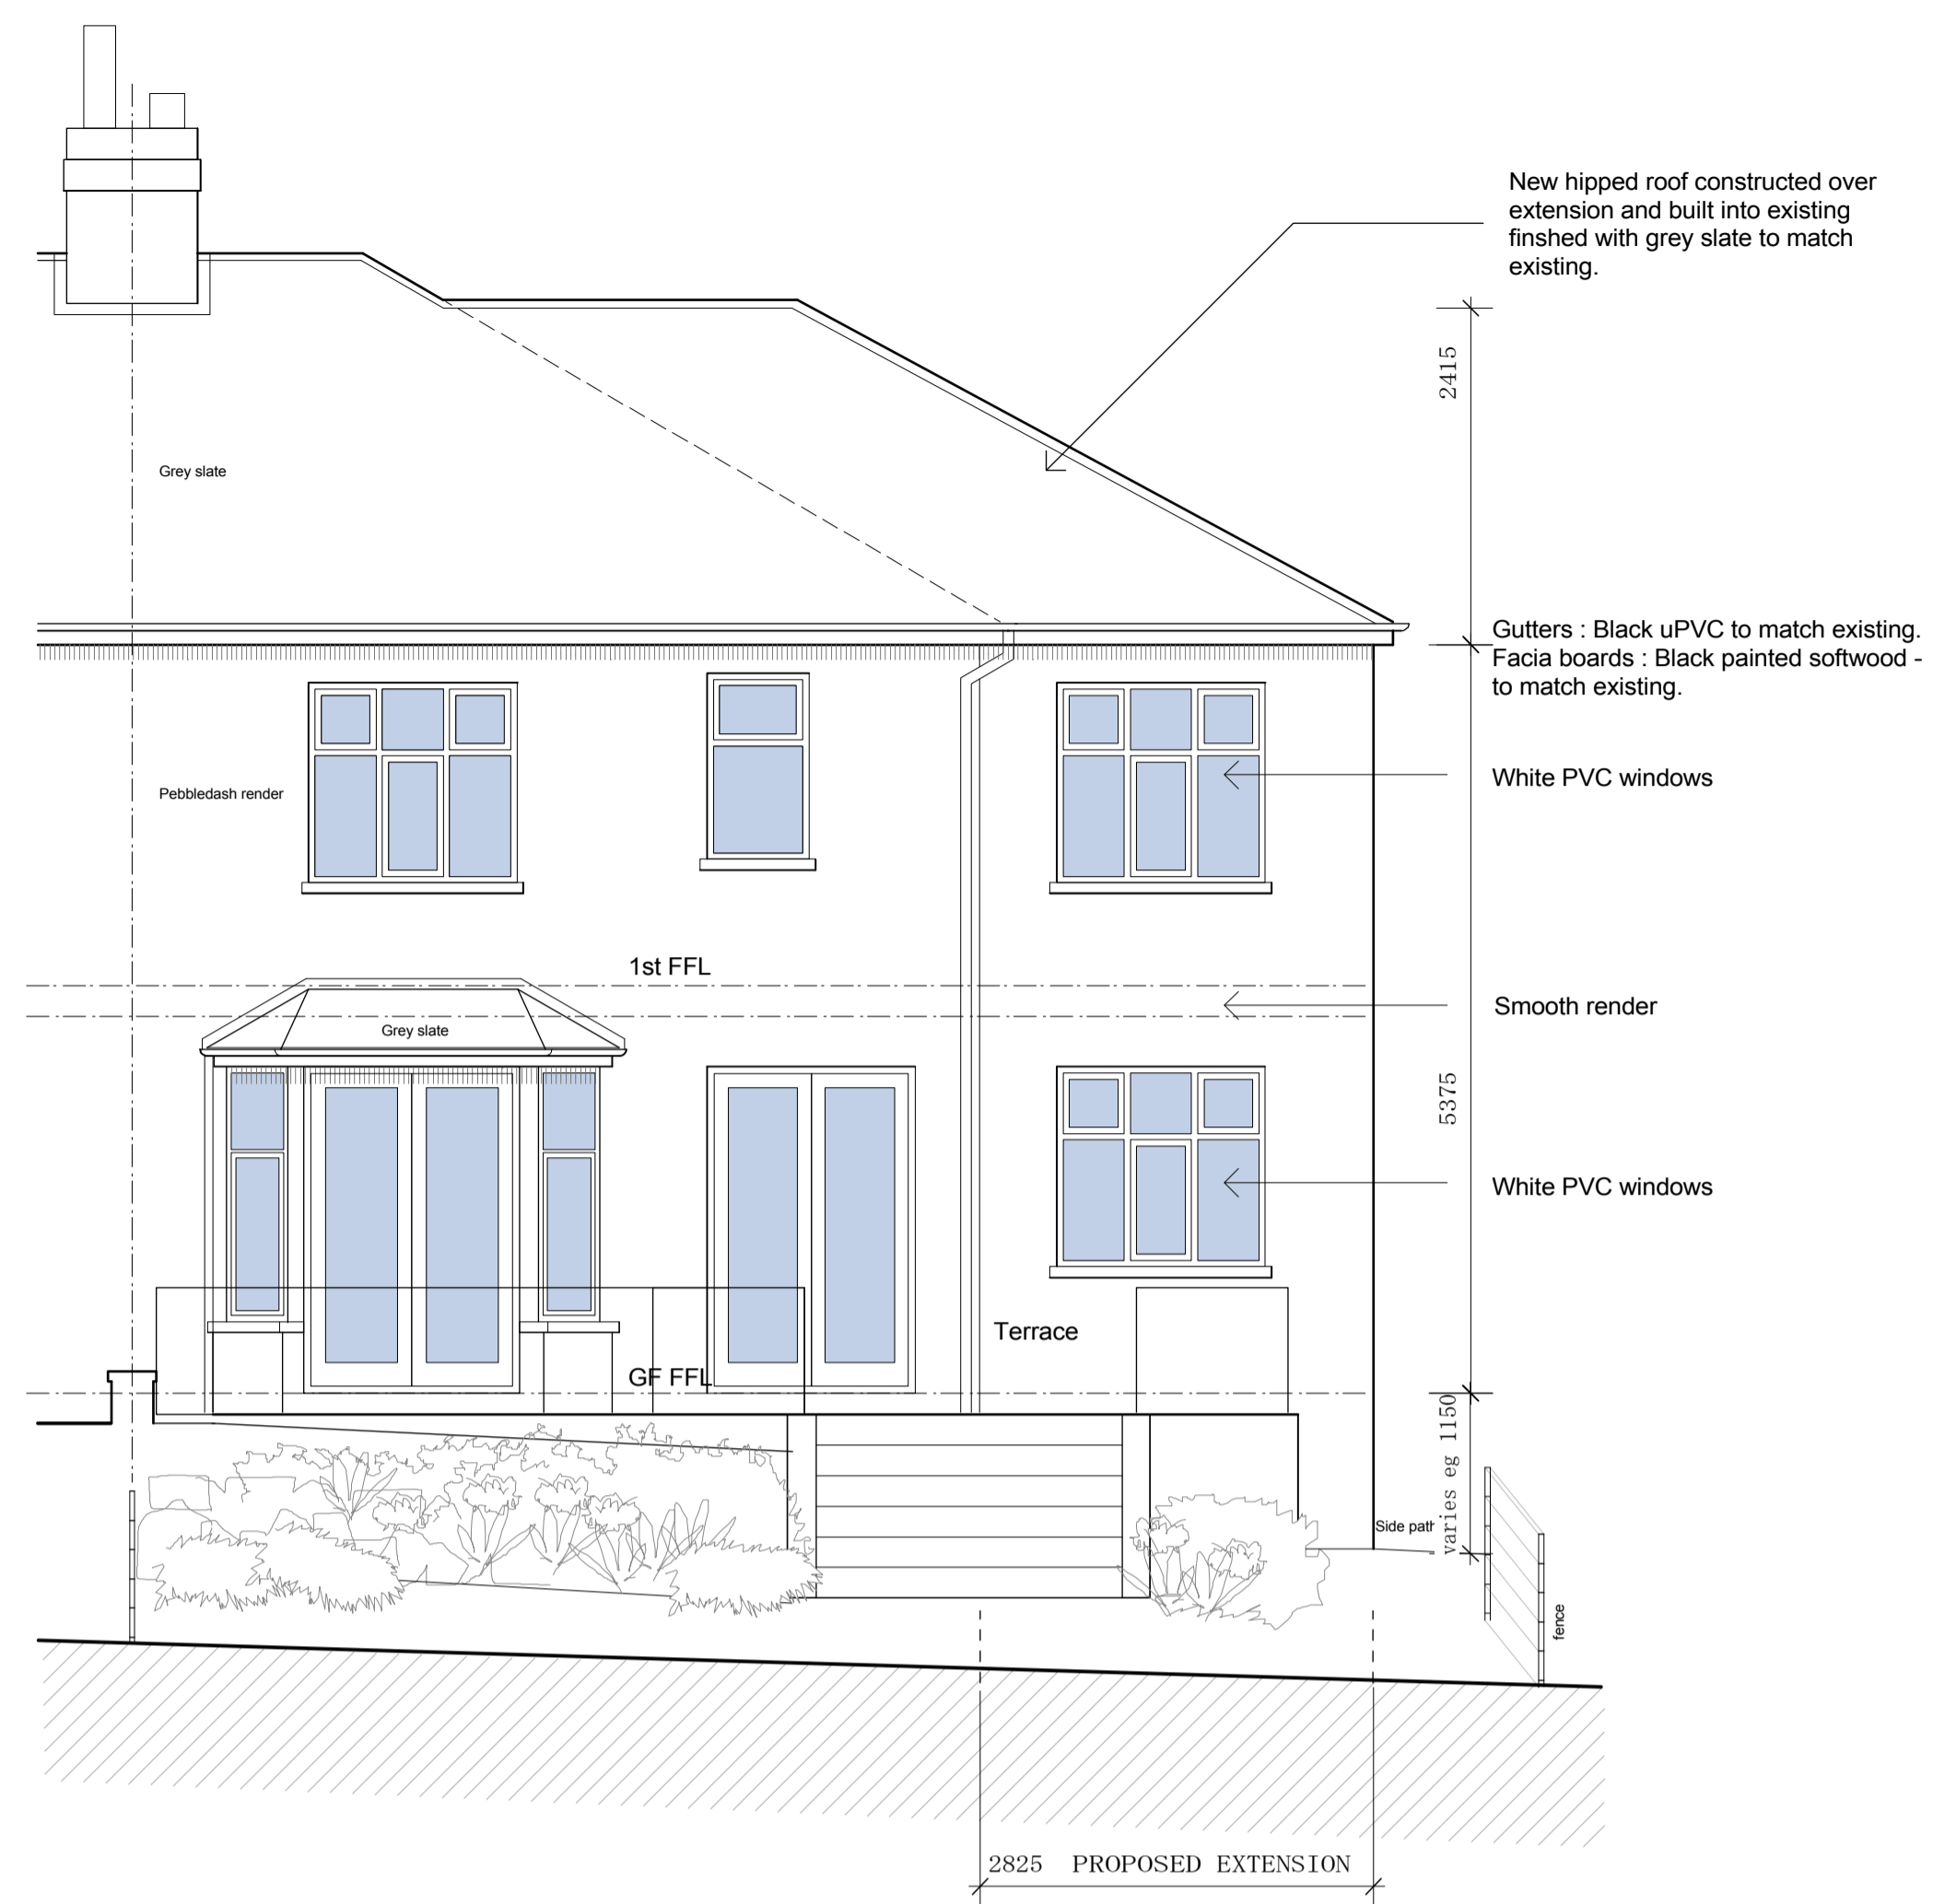 New hipped roof constructed over
extension and built into existing
finshed with grey slate to match
existing.
2415
Grey slate
Gutters : Black uPVC to match existing.
Facia boards : Black painted softwood -
to match existing.
White PVC windows
Pebbledash render
1st FFL
Smooth render
Grey slate
5375
White PVC windows
Terrace
GF FFL
varies eg 1150
Side path
fence
2825 PROPOSED EXTENSION